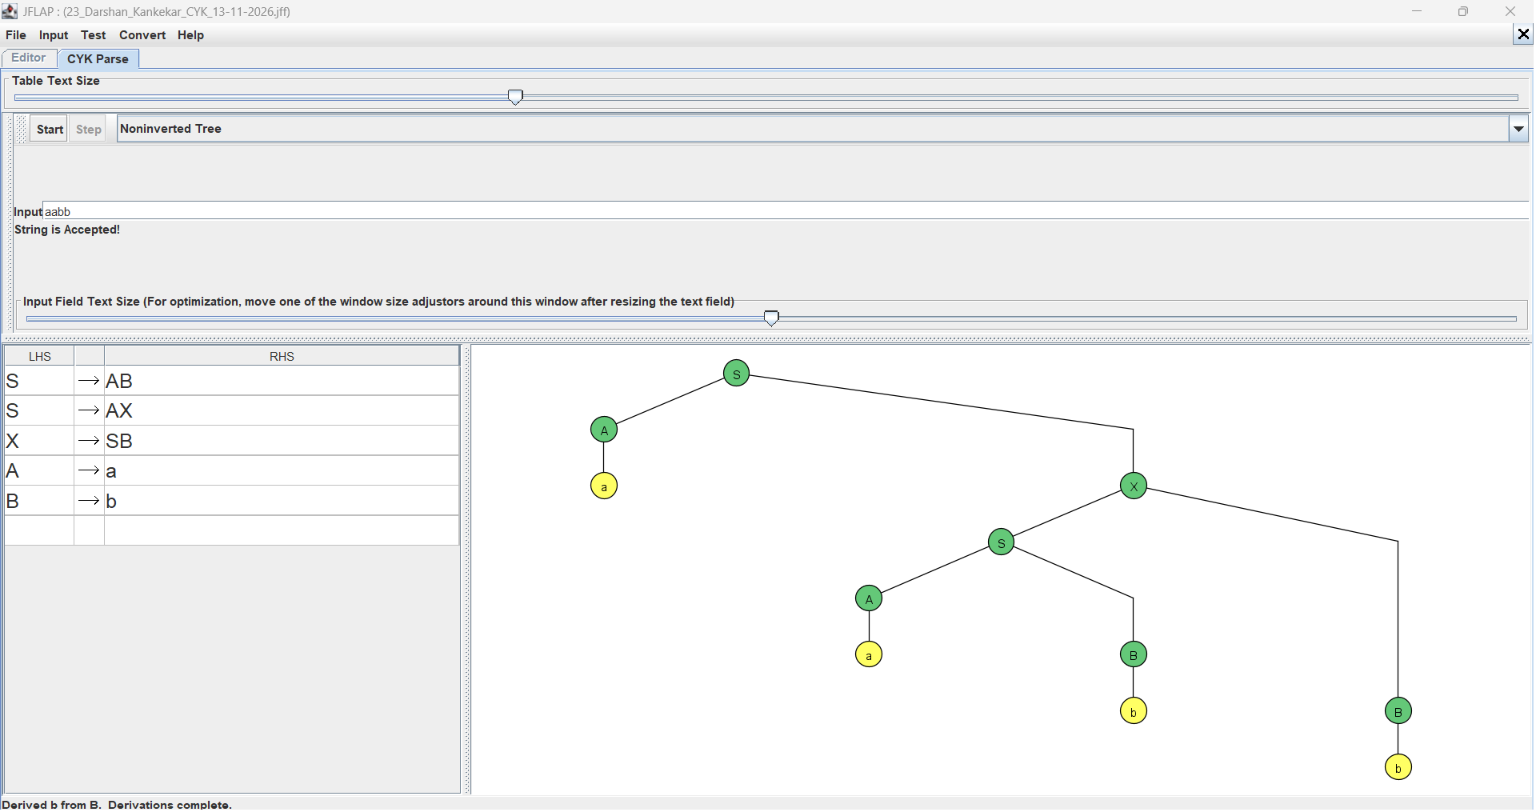 JFLAP : (23_Darshan_Kankekar_CYK_13-11-2026.jff)
File Input Test Convert Help
Editor CYK Parse
Table Text Size
Start Step Noninverted Tree
Input aabb
String is Accepted!
Input Field Text Size (For optimization, move one of the window size adjustors around this window after resizing the text field)
LHS RHS
S → AB
S → AX
X → SB
A → a
B → b
S
A
a X
S
A
a B
b B
b
Derived b from B. Derivations complete.